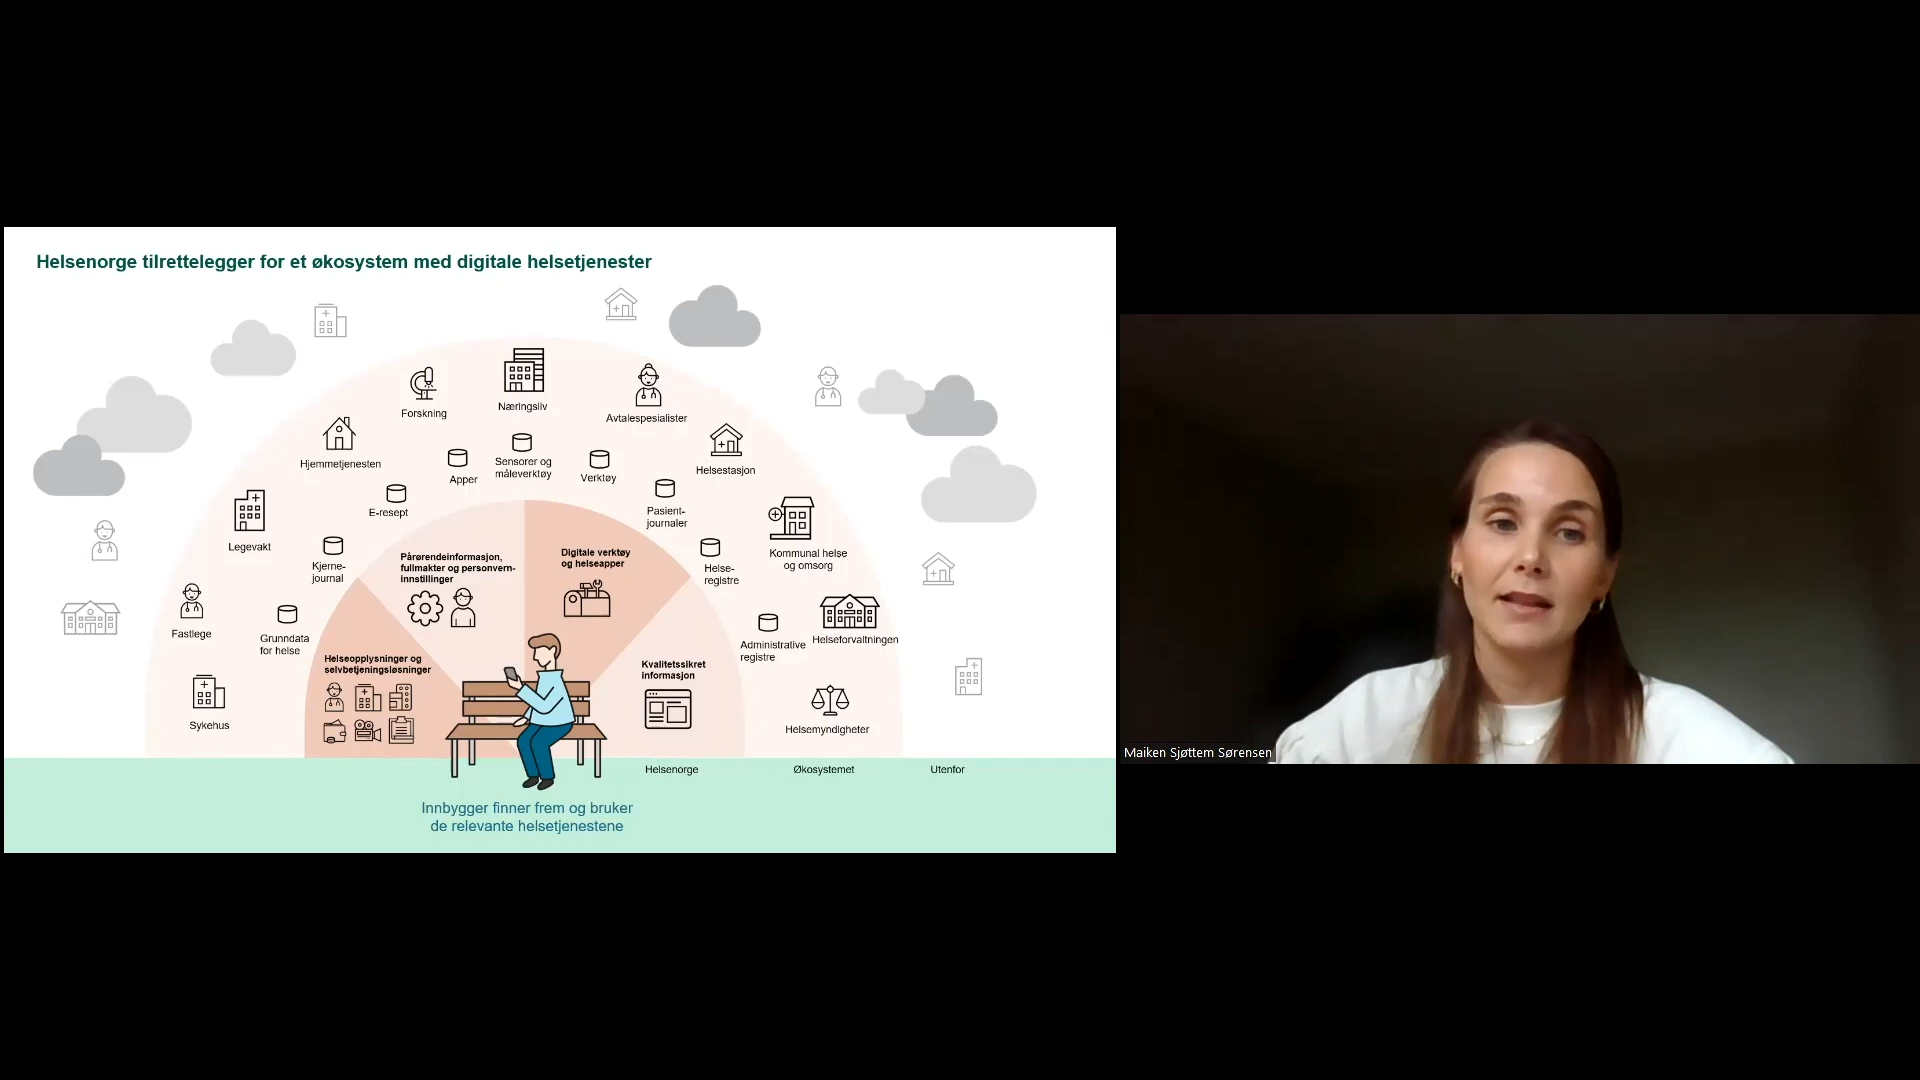 Helsenorge tilrettelegger for et økosystem med digitale helsetjenester
Forskning
Næringsliv
Avtalespesialister
Hjemmetjenesten
Apper
Sensorer og
måleverktøy
Verktøy
Helsestasjon
E-resept
Pasient-
journaler
Legevakt
Kjerne-
journal
Pårørendeinformasjon,
fullmakter og personvern-
innstillinger
Digitale verktøy
og helseapper
Helse-
registre
Kommunal helse
og omsorg
Fastlege
Grunndata
for helse
Administrative
registre
Helseforvaltningen
Helseopplysninger og
selvbetjeningsløsninger
Kvalitetssikret
informasjon
Sykehus
Helsemyndigheter
Helsenorge
Økosystemet
Utenfor
Innbygger finner frem og bruker
de relevante helsetjenestene
Maiken Sjøttem Sørensen